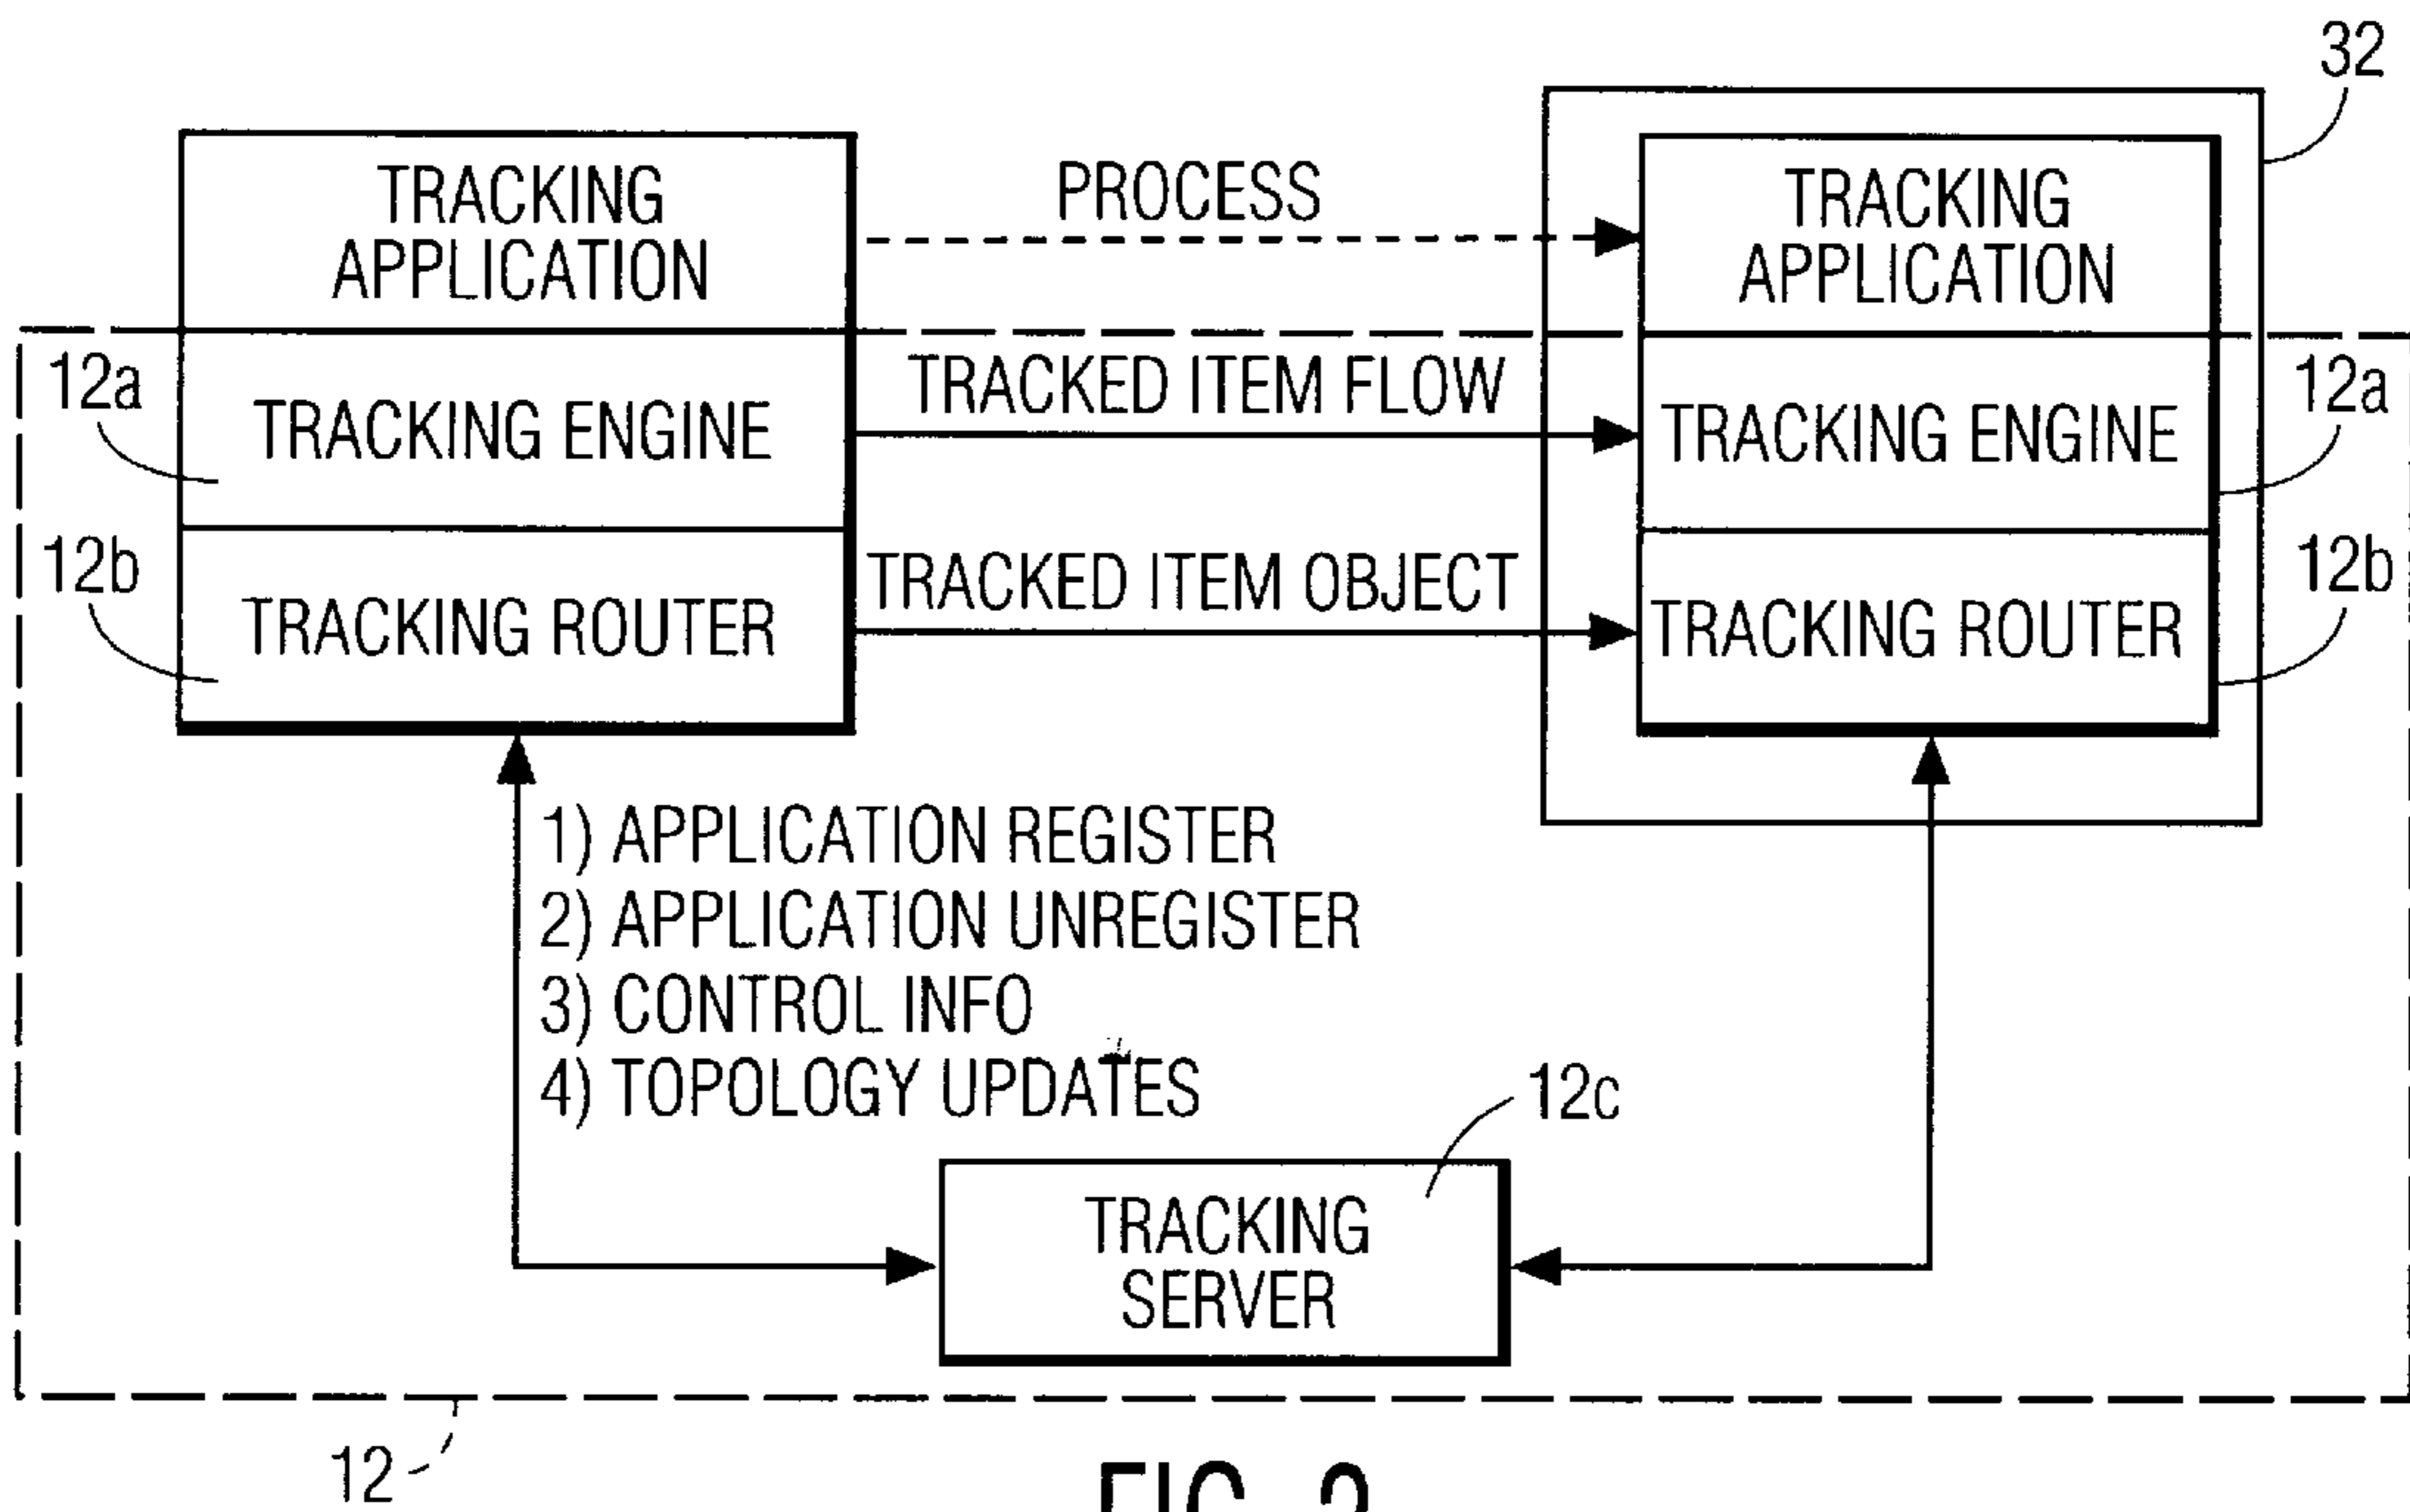 32
TRACKING
APPLICATION
PROCESS
TRACKING
APPLICATION
12a
TRACKING ENGINE
TRACKED ITEM FLOW
TRACKING ENGINE
12a
12b
TRACKING ROUTER
TRACKED ITEM OBJECT
TRACKING ROUTER
12b
1) APPLICATION REGISTER
2) APPLICATION UNREGISTER
3) CONTROL INFO
4) TOPOLOGY UPDATES
12c
TRACKING
SERVER
12